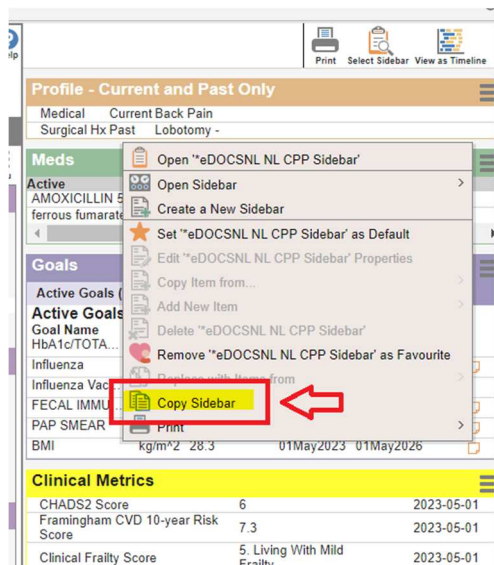 elp
Print Select Sidebar View as Timeline
Profile - Current and Past Only
Medical Current Back Pain
Surgical Hx Past Lobotomy -
Meds
Active
AMOXICILLIN 5
ferrous fumarate
Goals
Active Goals (
Active Goals
Goal Name
HbA1c/TOTA...
Influenza
Influenza Vac...
FECAL IMMU...
PAP SMEAR
BMI kg/m^2 28.3 01May2023 01May2026
Open '*eDOCSNL NL CPP Sidebar'
Open Sidebar >
Create a New Sidebar
Set '*eDOCSNL NL CPP Sidebar' as Default
Edit '*eDOCSNL NL CPP Sidebar' Properties
Copy Item from... >
Add New Item >
Delete '*eDOCSNL NL CPP Sidebar'
Remove '*eDOCSNL NL CPP Sidebar' as Favourite
Replace with Items from >
Copy Sidebar
Print >
Clinical Metrics
CHADS2 Score 6 2023-05-01
Framingham CVD 10-year Risk
Score 7.3 2023-05-01
Clinical Frailty Score 5. Living With Mild
Frailty 2023-05-01